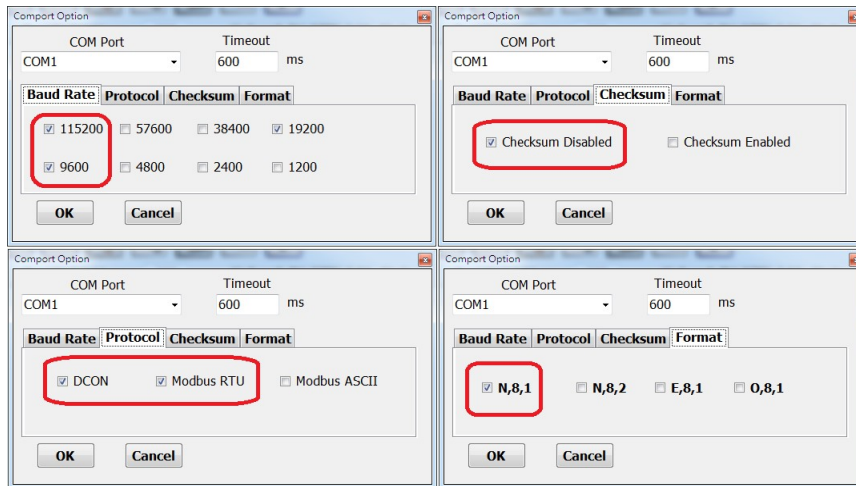 Comport Option
COM Port Timeout
COM1 600 ms
Baud Rate Protocol Checksum Format
115200 57600 38400 19200
9600 4800 2400 1200
OK Cancel
Comport Option
COM Port Timeout
COM1 600 ms
Baud Rate Protocol Checksum Format
Checksum Disabled Checksum Enabled
OK Cancel
Comport Option
COM Port Timeout
COM1 600 ms
Baud Rate Protocol Checksum Format
DCON Modbus RTU Modbus ASCII
OK Cancel
Comport Option
COM Port Timeout
COM1 600 ms
Baud Rate Protocol Checksum Format
N,8,1 N,8,2 E,8,1 O,8,1
OK Cancel